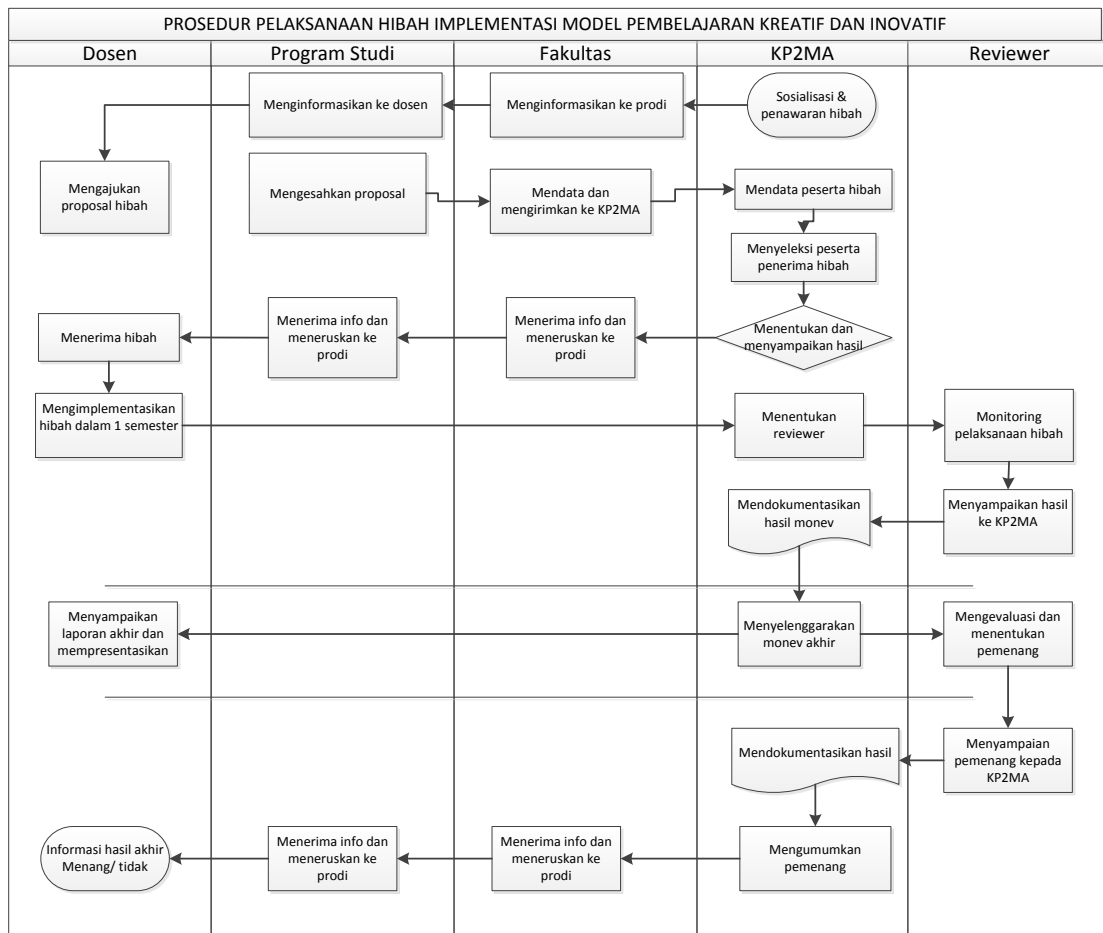 PROSEDUR PELAKSANAAN HIBAH IMPLEMENTASI MODEL PEMBELAJARAN KREATIF DAN INOVATIF
Dosen
Program Studi
Fakultas
KP2MA
Reviewer
Menginformasikan ke dosen
Menginformasikan ke prodi
Sosialisasi &
penawaran hibah
Mengajukan
proposal hibah
Mengesahkan proposal
Mendata dan
mengirimkan ke KP2MA
Mendata peserta hibah
Menyeleksi peserta
penerima hibah
Menerima hibah
Menerima info dan
meneruskan ke
prodi
Menerima info dan
meneruskan ke
prodi
Menentukan dan
menyampaikan hasil
Mengimplementasikan
hibah dalam 1 semester
Menentukan
reviewer
Monitoring
pelaksanaan hibah
Mendokumentasikan
hasil monev
Menyampaikan hasil
ke KP2MA
Menyampaikan
laporan akhir dan
mempresentasikan
Menyelenggarakan
monev akhir
Mengevaluasi dan
menentukan
pemenang
Mendokumentasikan hasil
Menyampaian
pemenang kepada
KP2MA
Informasi hasil akhir
Menang/ tidak
Menerima info dan
meneruskan ke
prodi
Menerima info dan
meneruskan ke
prodi
Mengumumkan
pemenang